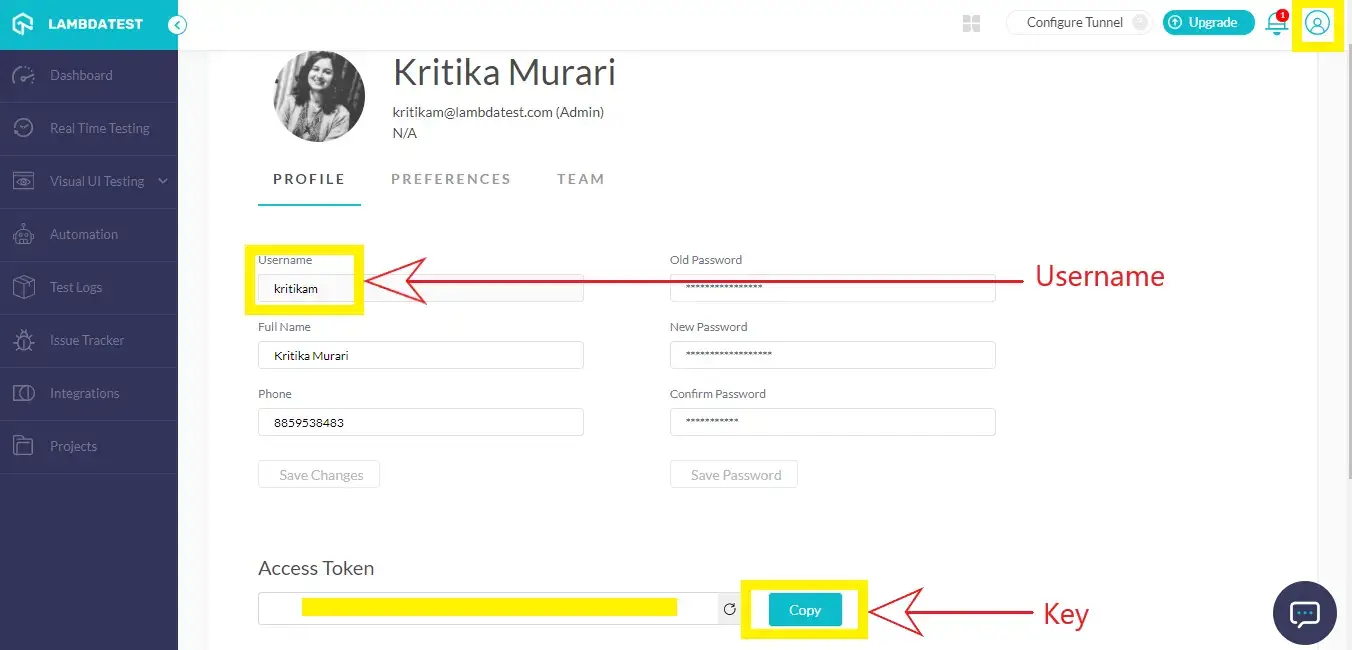 LAMBDATEST
Configure Tunnel
Upgrade
1
Dashboard
Real Time Testing
Visual UI Testing
Automation
Test Logs
Issue Tracker
Integrations
Projects
Kritika Murari
kritikam@lambdatest.com (Admin)
N/A
PROFILE PREFERENCES TEAM
Username
kritikam
Old Password
***************
Username
Full Name
Kritika Murari
New Password
******************
Phone
8859538483
Confirm Password
***********
Save Changes
Save Password
Access Token
Copy
Key